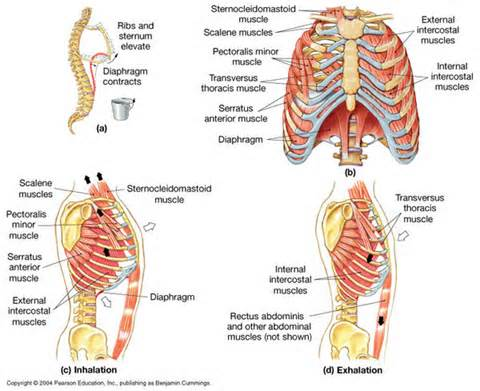 Ribs and
sternum
elevate
Diaphragm
contracts
(a)
Sternocleidomastoid
muscle
Scalene muscles
Pectoralis minor
muscle
Transversus
thoracis muscle
Serratus
anterior muscle
Diaphragm
External
intercostal
muscles
Internal
intercostal
muscles
(b)
Scalene
muscles
Sternocleidomastoid
muscle
Pectoralis
minor
muscle
Serratus
anterior
muscle
External
intercostal
muscles
Diaphragm
(c) Inhalation
Transversus
thoracis
muscle
Internal
intercostal
muscles
Rectus abdominis
and other abdominal
muscles (not shown)
(d) Exhalation
Copyright © 2004 Pearson Education, Inc., publishing as Benjamin Cummings.